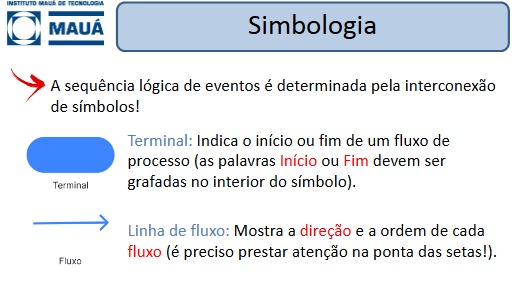 INSTITUTO MAUÁ DE TECNOLOGIA
MAUÁ
Simbologia
A sequência lógica de eventos é determinada pela interconexão
de símbolos!
Terminal: Indica o início ou fim de um fluxo de
processo (as palavras Início ou Fim devem ser
grafadas no interior do símbolo).
Terminal
Linha de fluxo: Mostra a direção e a ordem de cada
fluxo (é preciso prestar atenção na ponta das setas!).
Fluxo